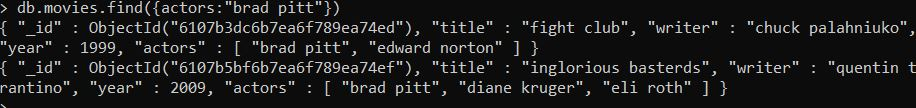 > db.movies.find({actors:"brad pitt"})
{ "_id" : ObjectId("6107b3dc6b7ea6f789ea74ed"), "title" : "fight club", "writer" : "chuck palahniuko",
"year" : 1999, "actors" : [ "brad pitt", "edward norton" ] }
{ "_id" : ObjectId("6107b5bf6b7ea6f789ea74ef"), "title" : "inglorious basterds", "writer" : "quentin t
rantino", "year" : 2009, "actors" : [ "brad pitt", "diane kruger", "eli roth" ] }